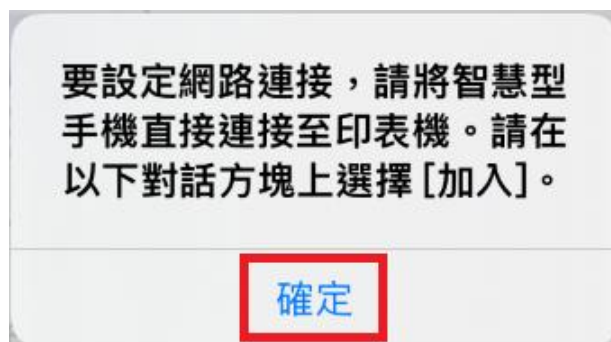 要設定網路連接，請將智慧型
手機直接連接至印表機。請在
以下對話方塊上選擇[加入]。
確定